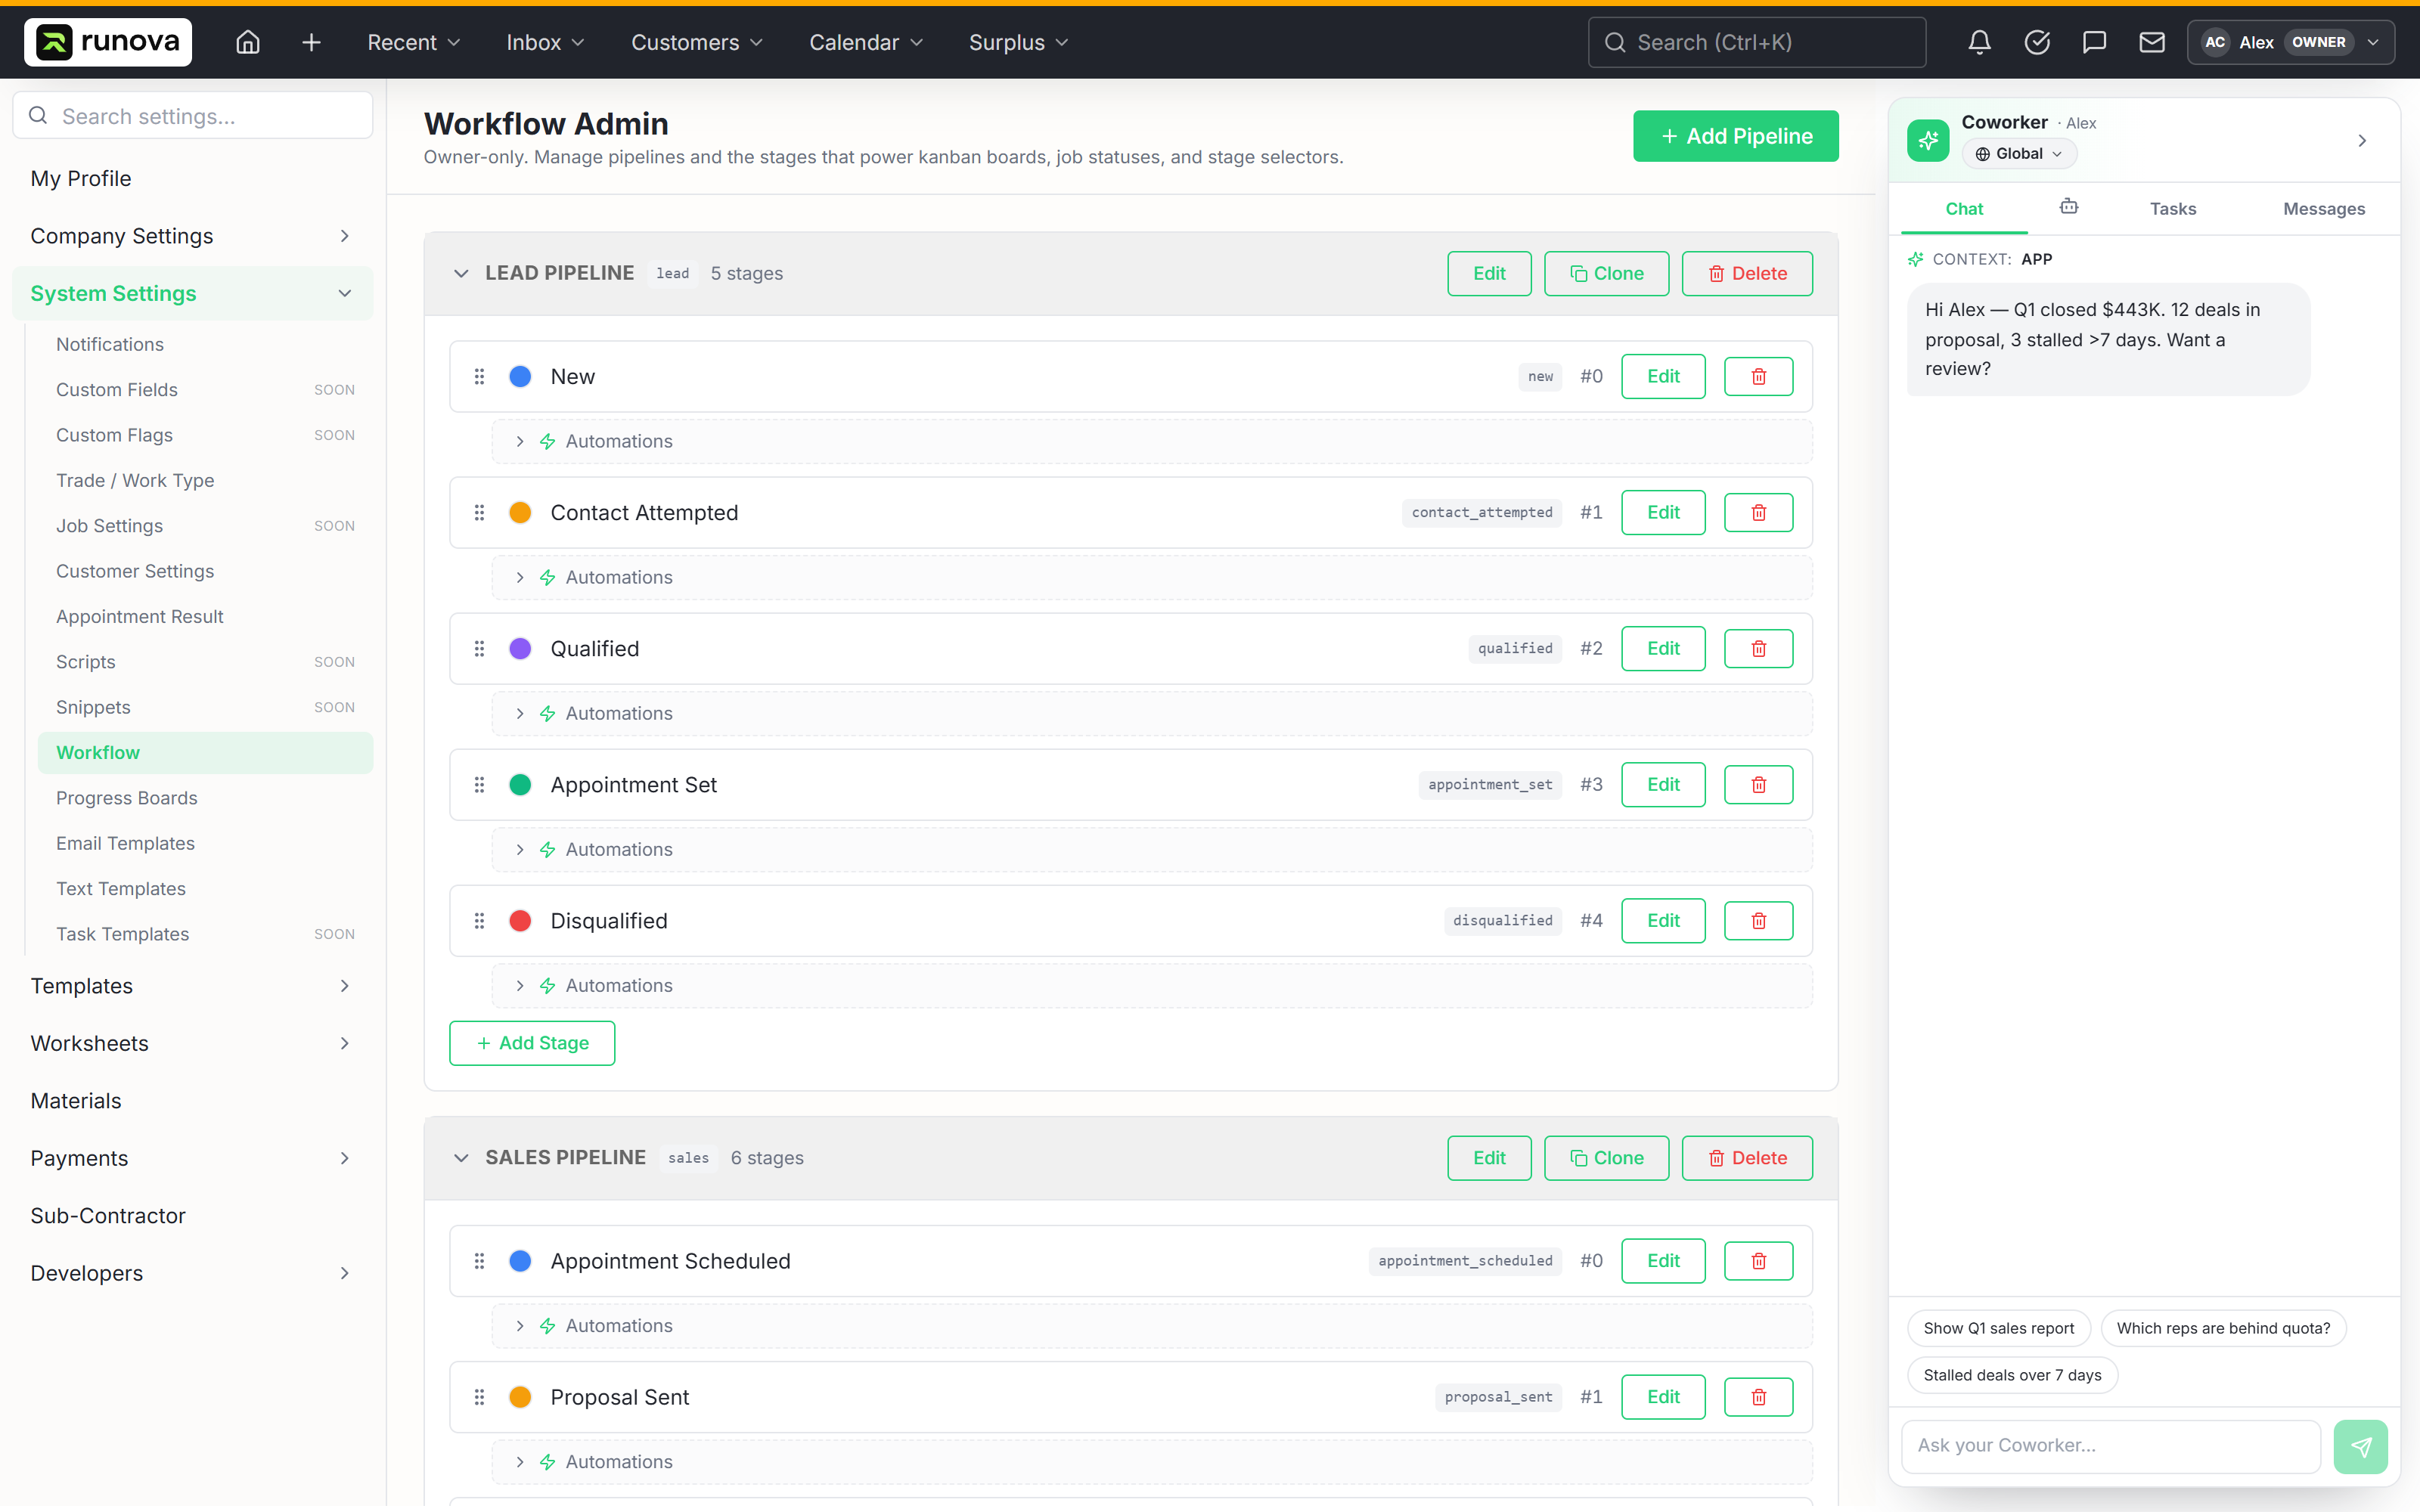 runova
Recent
Inbox
Customers
Calendar
Surplus
Search (Ctrl+K)
AC Alex OWNER
Search settings...
My Profile
Company Settings
System Settings
Notifications
Custom Fields SOON
Custom Flags SOON
Trade / Work Type
Job Settings SOON
Customer Settings
Appointment Result
Scripts SOON
Snippets SOON
Workflow
Progress Boards
Email Templates
Text Templates
Task Templates SOON
Templates
Worksheets
Materials
Payments
Sub-Contractor
Developers
Workflow Admin
Owner-only. Manage pipelines and the stages that power kanban boards, job statuses, and stage selectors.
+ Add Pipeline
LEAD PIPELINE lead 5 stages Edit Clone Delete
New new #0 Edit
Automations
Contact Attempted contact_attempted #1 Edit
Automations
Qualified qualified #2 Edit
Automations
Appointment Set appointment_set #3 Edit
Automations
Disqualified disqualified #4 Edit
Automations
+ Add Stage
SALES PIPELINE sales 6 stages Edit Clone Delete
Appointment Scheduled appointment_scheduled #0 Edit
Automations
Proposal Sent proposal_sent #1 Edit
Automations
Coworker · Alex
Global
Chat
Tasks
Messages
CONTEXT: APP
Hi Alex — Q1 closed $443K. 12 deals in
proposal, 3 stalled >7 days. Want a
review?
Show Q1 sales report
Which reps are behind quota?
Stalled deals over 7 days
Ask your Coworker...